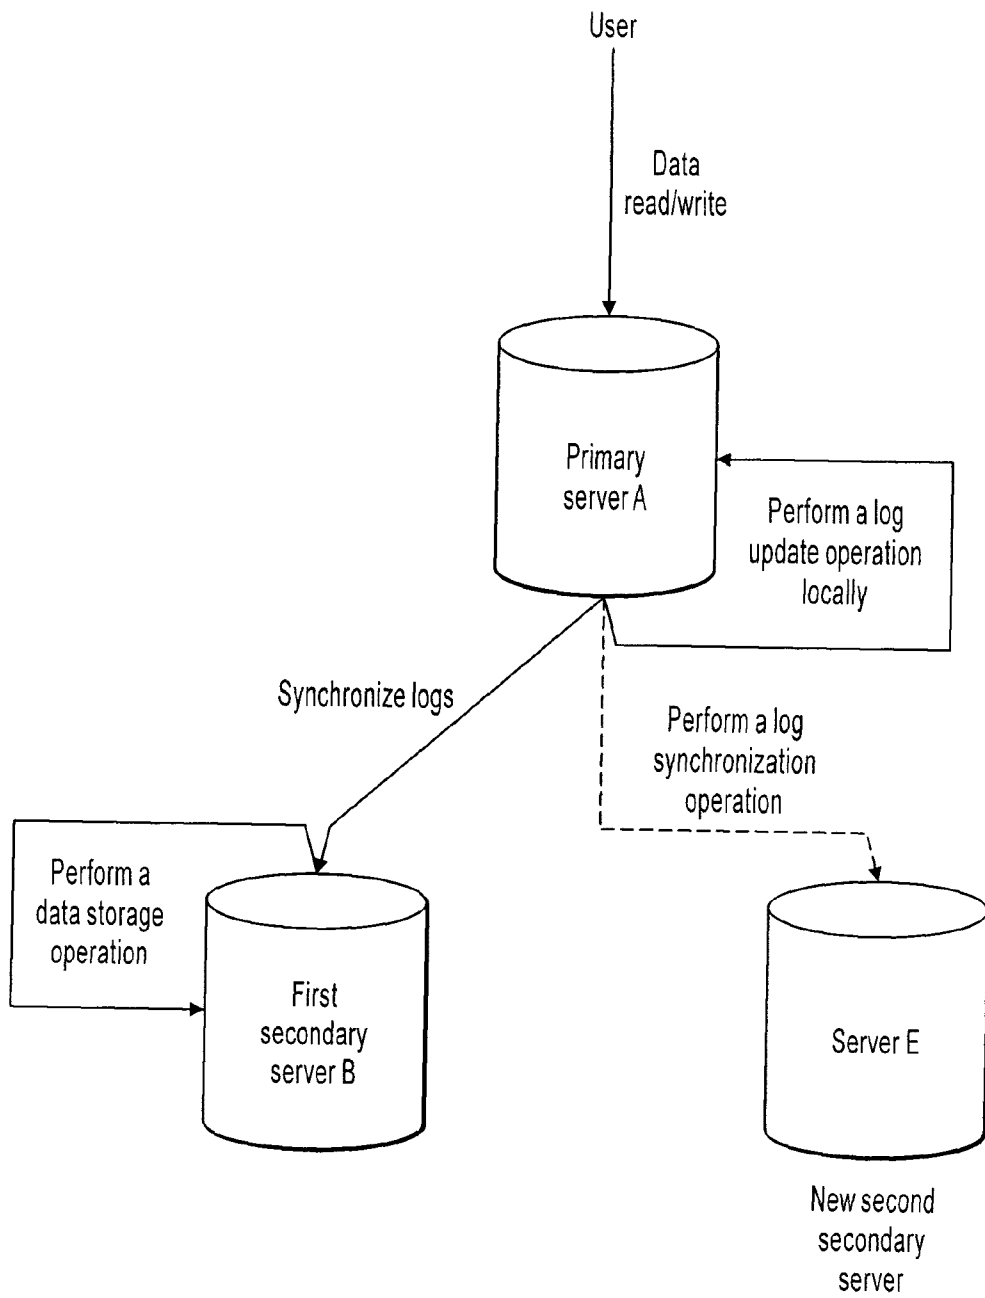 User
Data
read/write
Primary
server A
Perform a log
update operation
locally
Synchronize logs
Perform a log
synchronization
operation
Perform a
data storage
operation
First
secondary
server B
Server E
New second
secondary
server